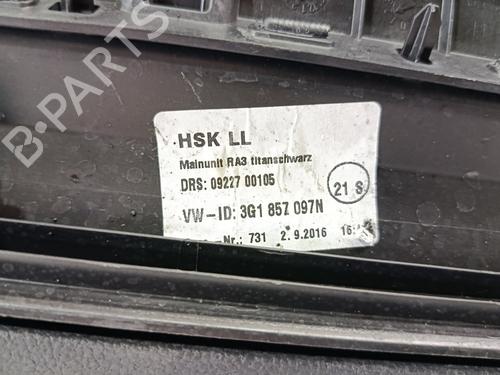 HSK LL
Mainunit RA3 titanschwarz
DRS: 09227 00105
21 S
VW-ID: 3G1 857 097N
-Nr.: 731 2.9.2016
B-PARTS